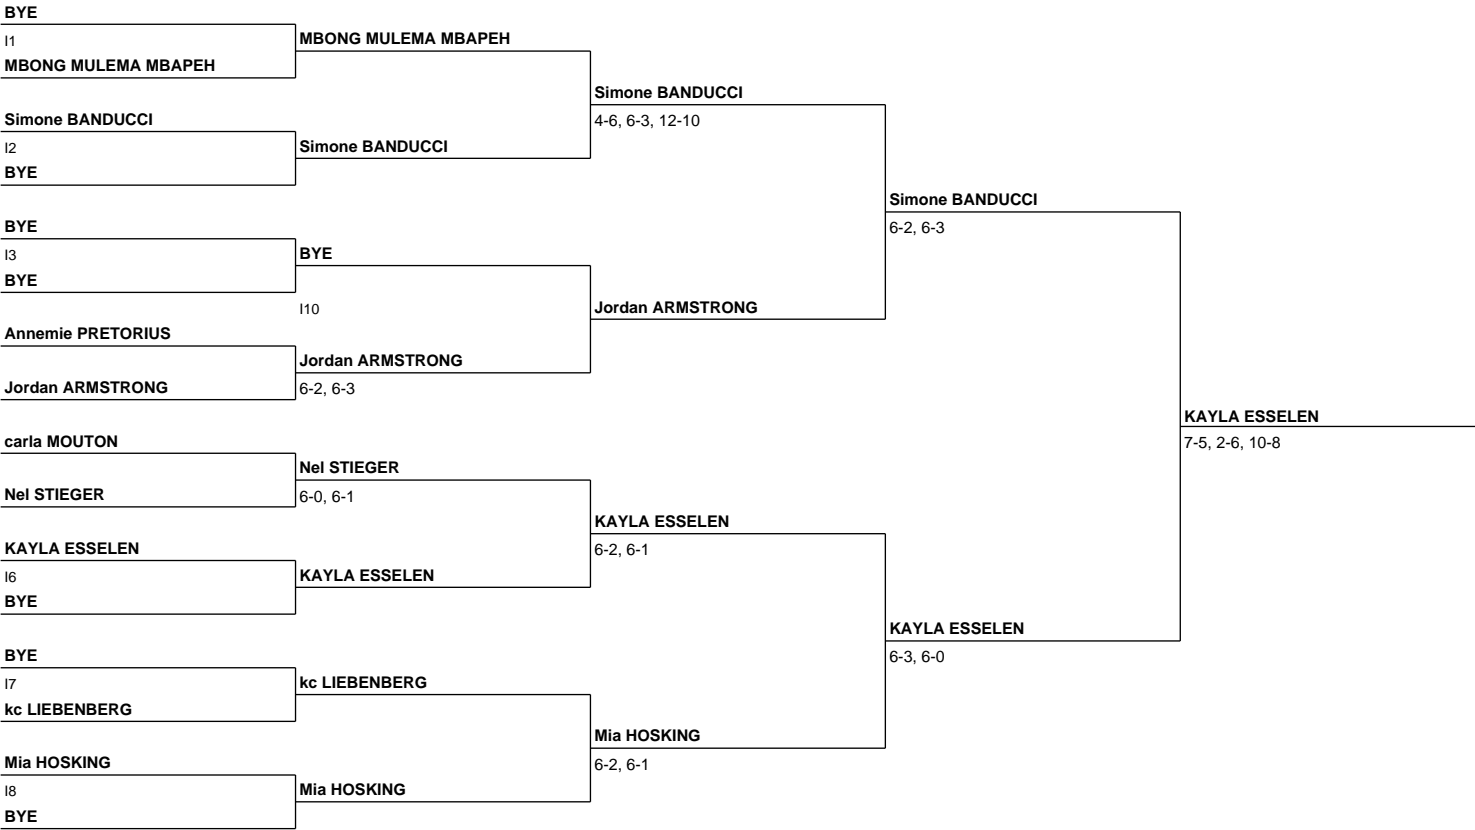 BYE
I1
MBONG MULEMA MBAPEH
Simone BANDUCCI
I2
BYE
BYE
I3
BYE
Annemie PRETORIUS
Jordan ARMSTRONG
carla MOUTON
Nel STIEGER
KAYLA ESSELEN
I6
BYE
BYE
I7
kc LIEBENBERG
Mia HOSKING
I8
BYE
MBONG MULEMA MBAPEH
Simone BANDUCCI
BYE
I10
Jordan ARMSTRONG
6-2, 6-3
Nel STIEGER
6-0, 6-1
KAYLA ESSELEN
kc LIEBENBERG
Mia HOSKING
Simone BANDUCCI
4-6, 6-3, 12-10
Jordan ARMSTRONG
KAYLA ESSELEN
6-2, 6-1
Mia HOSKING
6-2, 6-1
Simone BANDUCCI
6-2, 6-3
KAYLA ESSELEN
6-3, 6-0
KAYLA ESSELEN
7-5, 2-6, 10-8